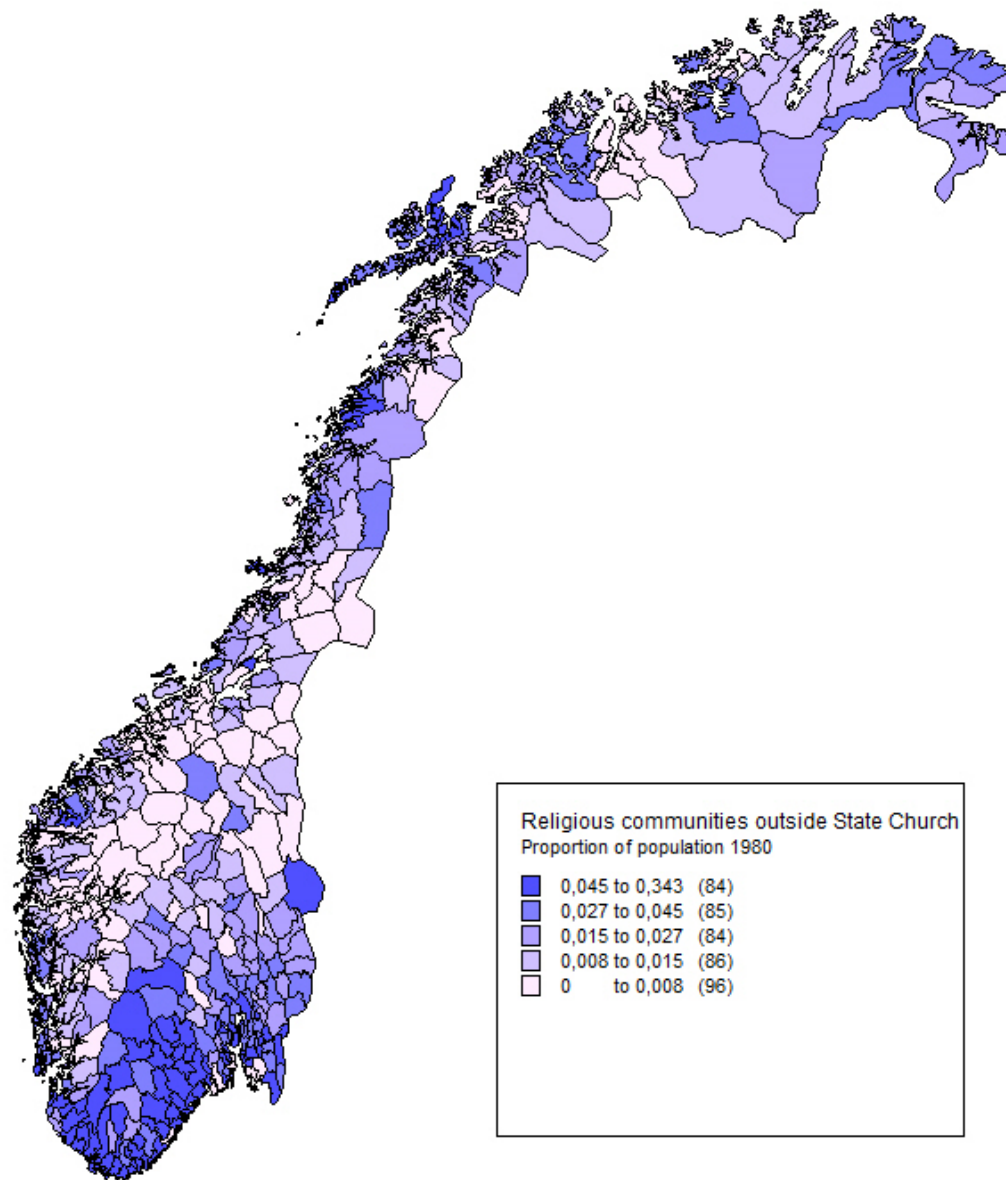 Religious communities outside State Church
Proportion of population 1980
0,045 to 0,343 (84)
0,027 to 0,045 (85)
0,015 to 0,027 (84)
0,008 to 0,015 (86)
0 to 0,008 (96)